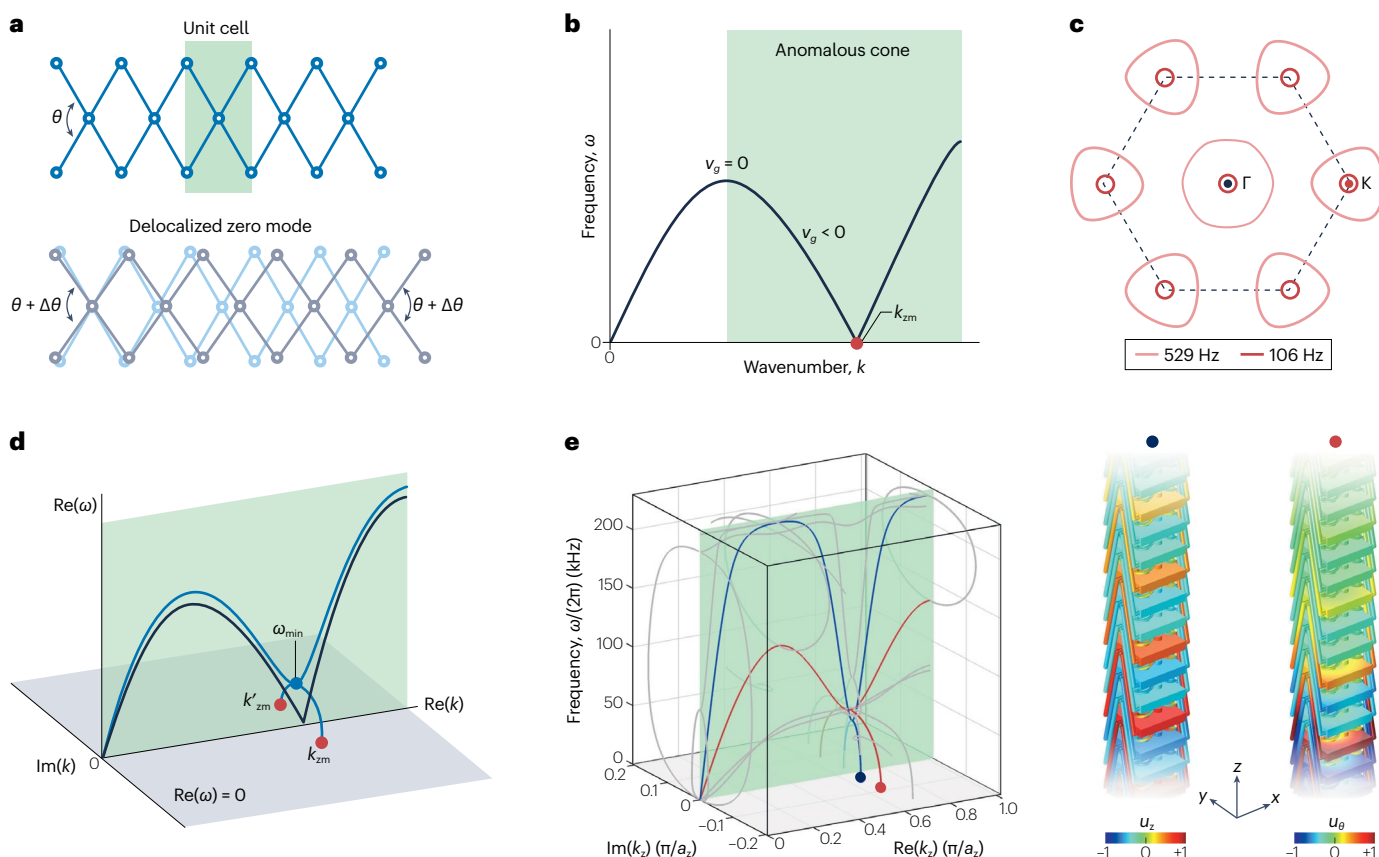 a
Unit cell
θ
Delocalized zero mode
θ + Δθ
θ + Δθ
b
Anomalous cone
Frequency, ω
v_g = 0
v_g < 0
k_zm
0
0
Wavenumber, k
c
Γ
K
529 Hz
106 Hz
d
Re(ω)
ω_min
k'_zm
k_zm
Re(k)
Im(k)
0
Re(ω) = 0
e
Frequency, ω/(2π) (kHz)
200
150
100
50
0
0.2
0.1
0
−0.1
−0.2
Im(k_z) (π/a_z)
0
0.2
0.4
0.6
0.8
1.0
Re(k_z) (π/a_z)
z
y
x
u_z
−1
0
+1
u_θ
−1
0
+1